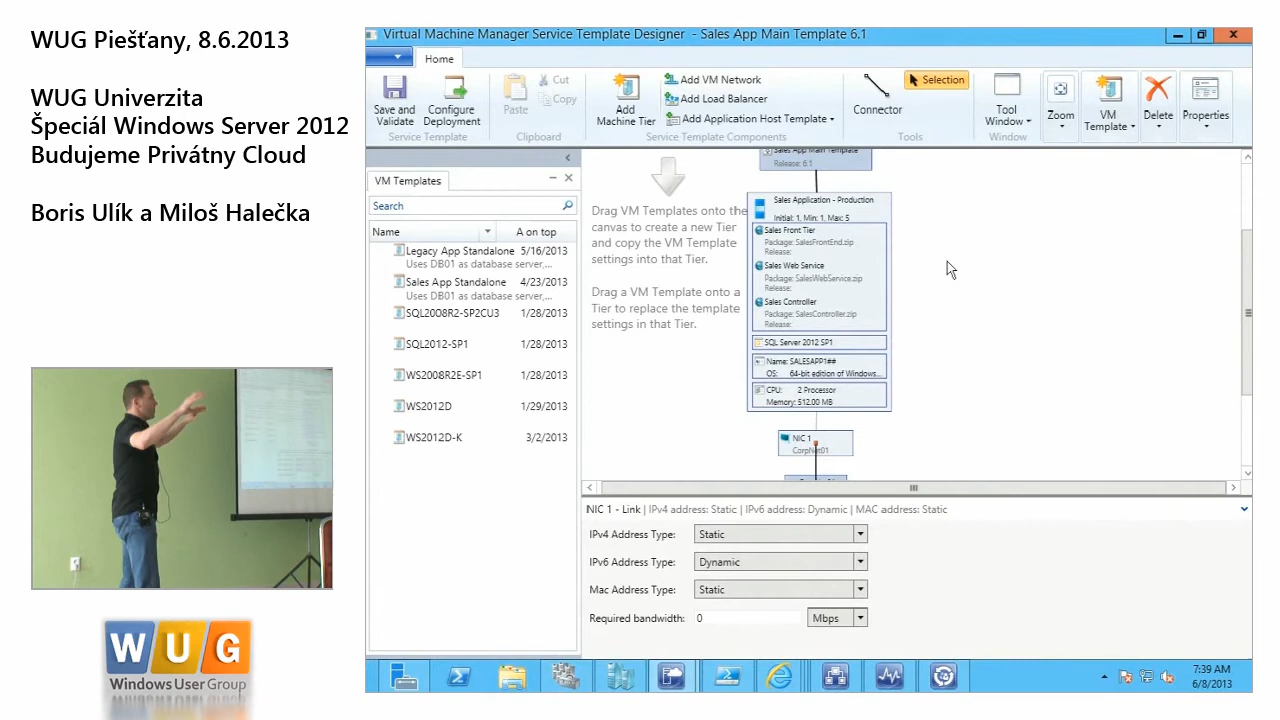 WUG Piešťany, 8.6.2013
WUG Univerzita
Špeciál Windows Server 2012
Budujeme Privátny Cloud
Boris Ulík a Miloš Halečka
WUG
Windows User Group
Virtual Machine Manager Service Template Designer - Sales App Main Template 6.1
Home
Save and Validate
Configure Deployment
Service Template
Paste
Cut
Copy
Clipboard
Add Machine Tier
Add VM Network
Add Load Balancer
Add Application Host Template
Service Template Components
Connector
Selection
Tools
Tool Window
Window
Zoom
VM Template
Delete
Properties
VM Templates
Search
Name A on top
Legacy App Standalone 5/16/2013
Uses DB01 as database server,...
Sales App Standalone 4/23/2013
Uses DB01 as database server,...
SQL2008R2-SP2CU3 1/28/2013
SQL2012-SP1 1/28/2013
WS2008R2E-SP1 1/28/2013
WS2012D 1/29/2013
WS2012D-K 3/2/2013
Drag VM Templates onto the
canvas to create a new Tier
and copy the VM Template
settings into that Tier.
Drag a VM Template onto a
Tier to replace the template
settings in that Tier.
Sales App Main Template
Release: 6.1
Sales Application - Production
Initial: 1, Min: 1, Max: 5
Sales Front Tier
Package: SalesFrontEnd.zip
Release:
Sales Web Service
Package: SalesWebService.zip
Release:
Sales Controller
Package: SalesController.zip
Release:
SQL Server 2012 SP1
Name: SALESAPP1##
OS: 64-bit edition of Windows...
CPU: 2 Processor
Memory: 512.00 MB
NIC 1
CorpNet01
NIC 1 - Link | IPv4 address: Static | IPv6 address: Dynamic | MAC address: Static
IPv4 Address Type: Static
IPv6 Address Type: Dynamic
Mac Address Type: Static
Required bandwidth: 0 Mbps
7:39 AM
6/8/2013